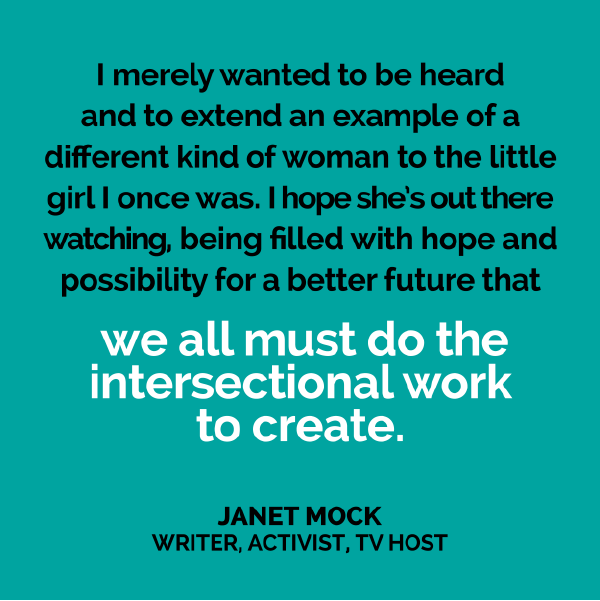 I merely wanted to be heard
and to extend an example of a
different kind of woman to the little
girl I once was. I hope she’s out there
watching, being filled with hope and
possibility for a better future that
we all must do the
intersectional work
to create.
JANET MOCK
WRITER, ACTIVIST, TV HOST